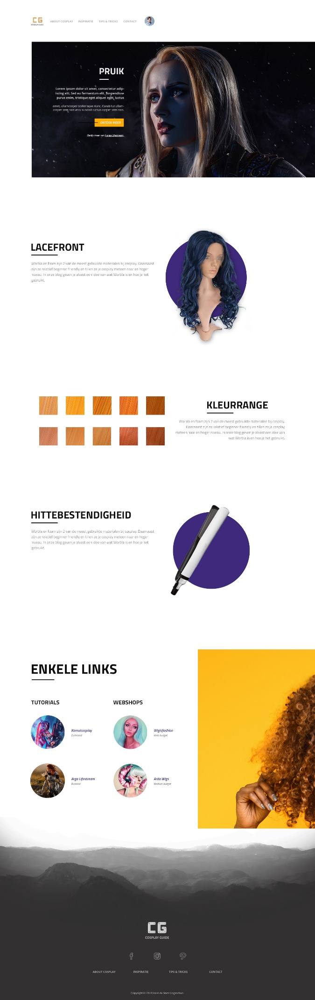 CG
COSPLAY GUIDE
ABOUT COSPLAY INSPIRATIE TIPS & TRICKS CONTACT
PRUIK
Lorem ipsum dolor sit amet, consectetur adip-
iscing elit. Sed eu fermentum elit. Suspendisse
purus enim, tristique eget aliquet eget, luctus
amet, ullamcorper scelerisque nunc. Curabitur ullam-
corper sem non arcu suscipit cursus corper sem non.
ONTDEK MEER
Bekijk meer van Narga Lifestream
LACEFRONT
Worbla en foam zijn 2 van de meest gebruikte materialen bij cosplay. Daarnaast
zijn ze relatief beginner friendly en tillen ze je cosplay meteen naar en hoger
niveau. In onze blog geven je alvast een idee van wat Worbla is en hoe je het
gebruikt.
KLEURRANGE
Worbla en foam zijn 2 van de meest gebruikte materialen bij cosplay.
Daarnaast zijn ze relatief beginner friendly en tillen ze je cosplay
meteen naar en hoger niveau. In onze blog geven je alvast een idee van
wat Worbla is en hoe je het gebruikt.
HITTEBESTENDIGHEID
Worbla en foam zijn 2 van de meest gebruikte materialen bij cosplay. Daarnaast
zijn ze relatief beginner friendly en tillen ze je cosplay meteen naar en hoger
niveau. In onze blog geven je alvast een idee van wat Worbla is en hoe je het
gebruikt.
ENKELE LINKS
TUTORIALS
Kamuicosplay
Duitsland
Arga Lifestream
Rusland
WEBSHOPS
Wigisfashion
Klein budget
Arda Wigs
Medium budget
CG
COSPLAY GUIDE
ABOUT COSPLAY INSPIRATIE TIPS & TRICKS CONTACT
Copyright © 2018 Karel de Grote Hogeschool